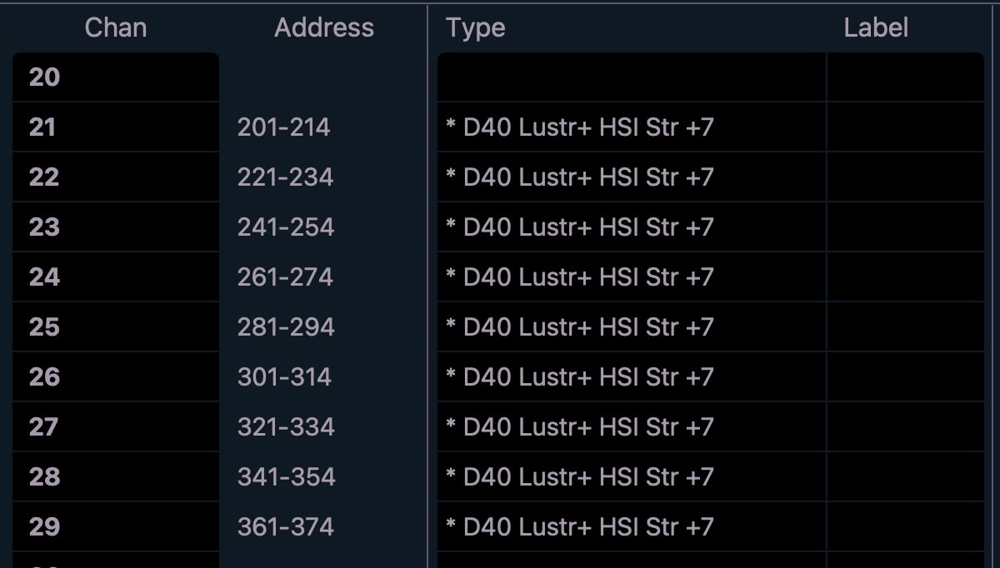 Chan Address Type Label
20
21 201-214 * D40 Lustr+ HSI Str +7
22 221-234 * D40 Lustr+ HSI Str +7
23 241-254 * D40 Lustr+ HSI Str +7
24 261-274 * D40 Lustr+ HSI Str +7
25 281-294 * D40 Lustr+ HSI Str +7
26 301-314 * D40 Lustr+ HSI Str +7
27 321-334 * D40 Lustr+ HSI Str +7
28 341-354 * D40 Lustr+ HSI Str +7
29 361-374 * D40 Lustr+ HSI Str +7